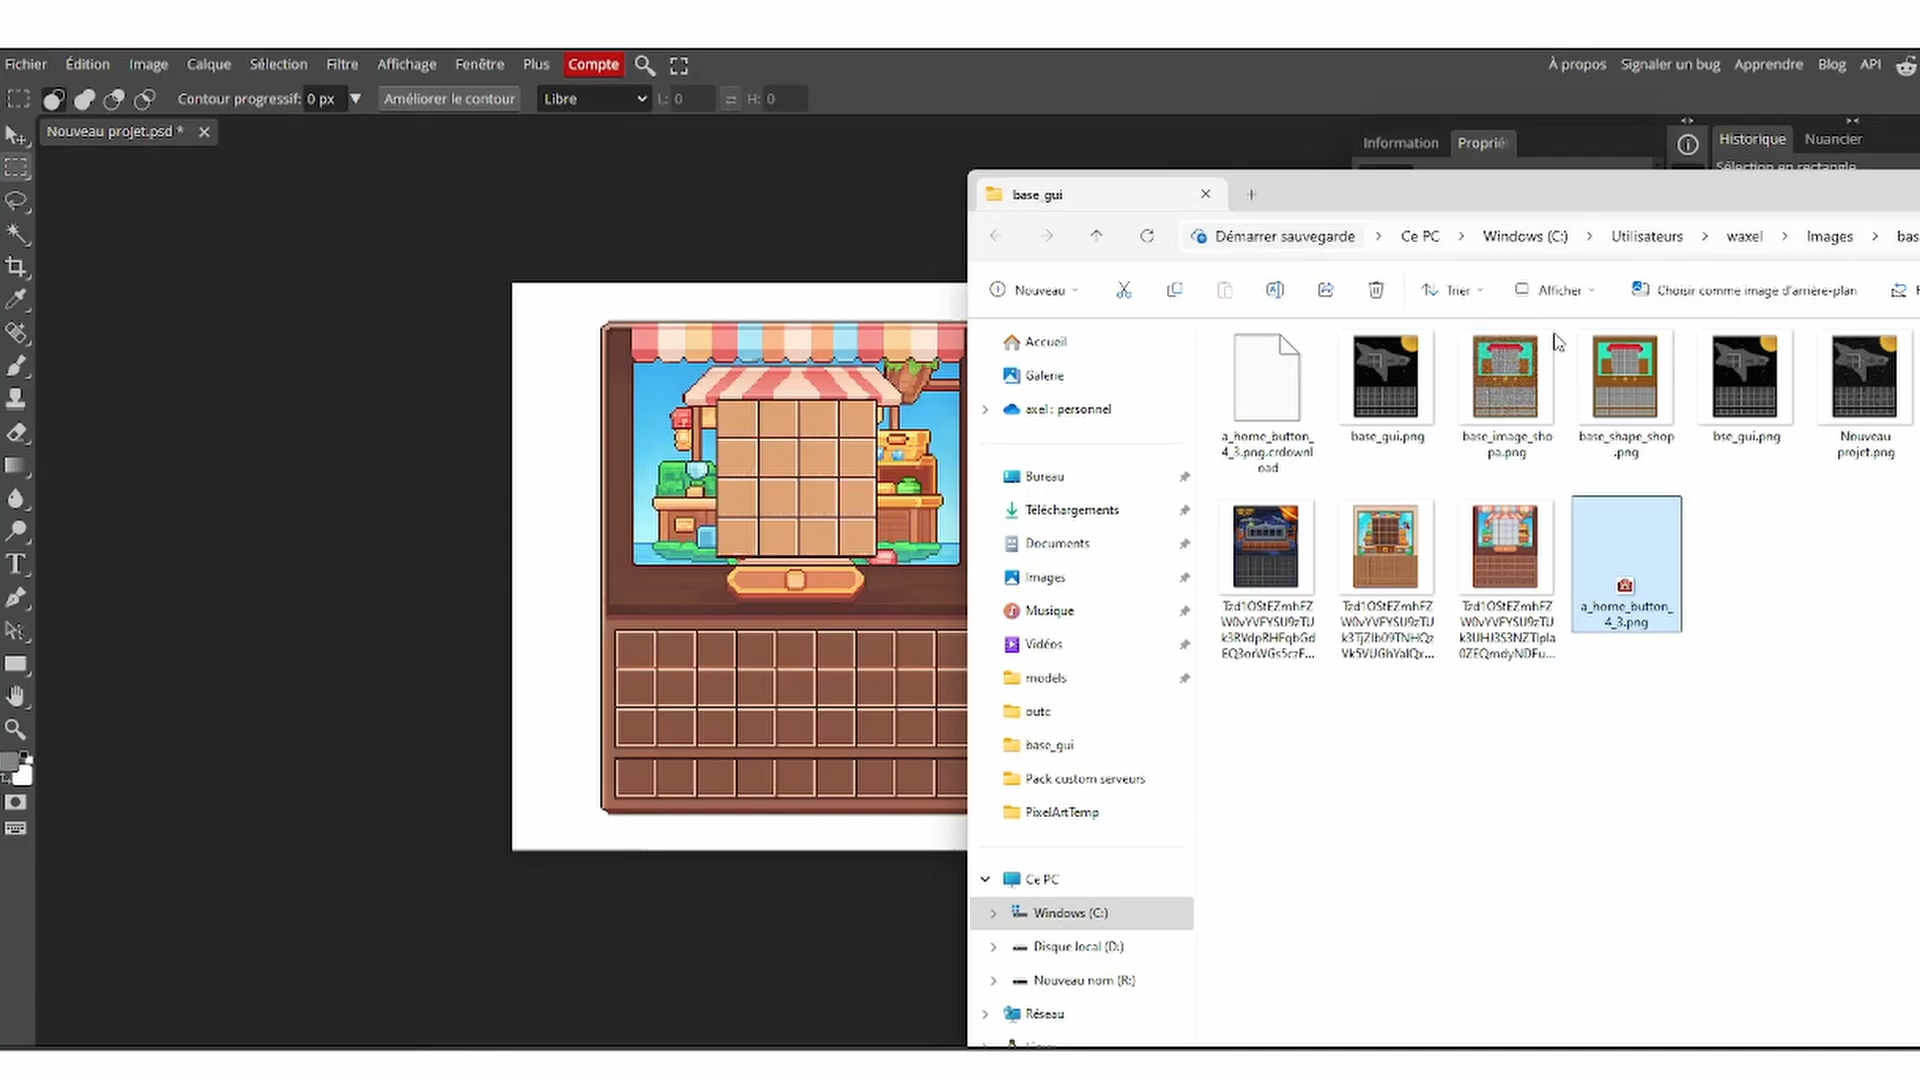 Fichier Édition Image Calque Sélection Filtre Affichage Fenêtre Plus Compte À propos Signaler un bug Apprendre Blog API
Contour progressif: 0 px Améliorer le contour Libre L: 0 H: 0
Nouveau projet.psd *
Information Proprié Historique Nuancier
Sélection en rectangle
base_gui
Démarrer sauvegarde Ce PC Windows (C:) Utilisateurs waxel Images bas
Nouveau Trier Afficher Choisir comme image d'arrière-plan
Accueil
Galerie
axel : personnel
Bureau
Téléchargements
Documents
Images
Musique
Vidéos
models
outc
base_gui
Pack custom serveurs
PixelArtTemp
Ce PC
Windows (C:)
Disque local (D:)
Nouveau nom (R:)
Réseau
a_home_button_
4_3.png.crdownl
oad
base_gui.png
base_image_sho
pa.png
base_shape_shop
.png
bse_gui.png
Nouveau
projet.png
a_home_button_
4_3.png